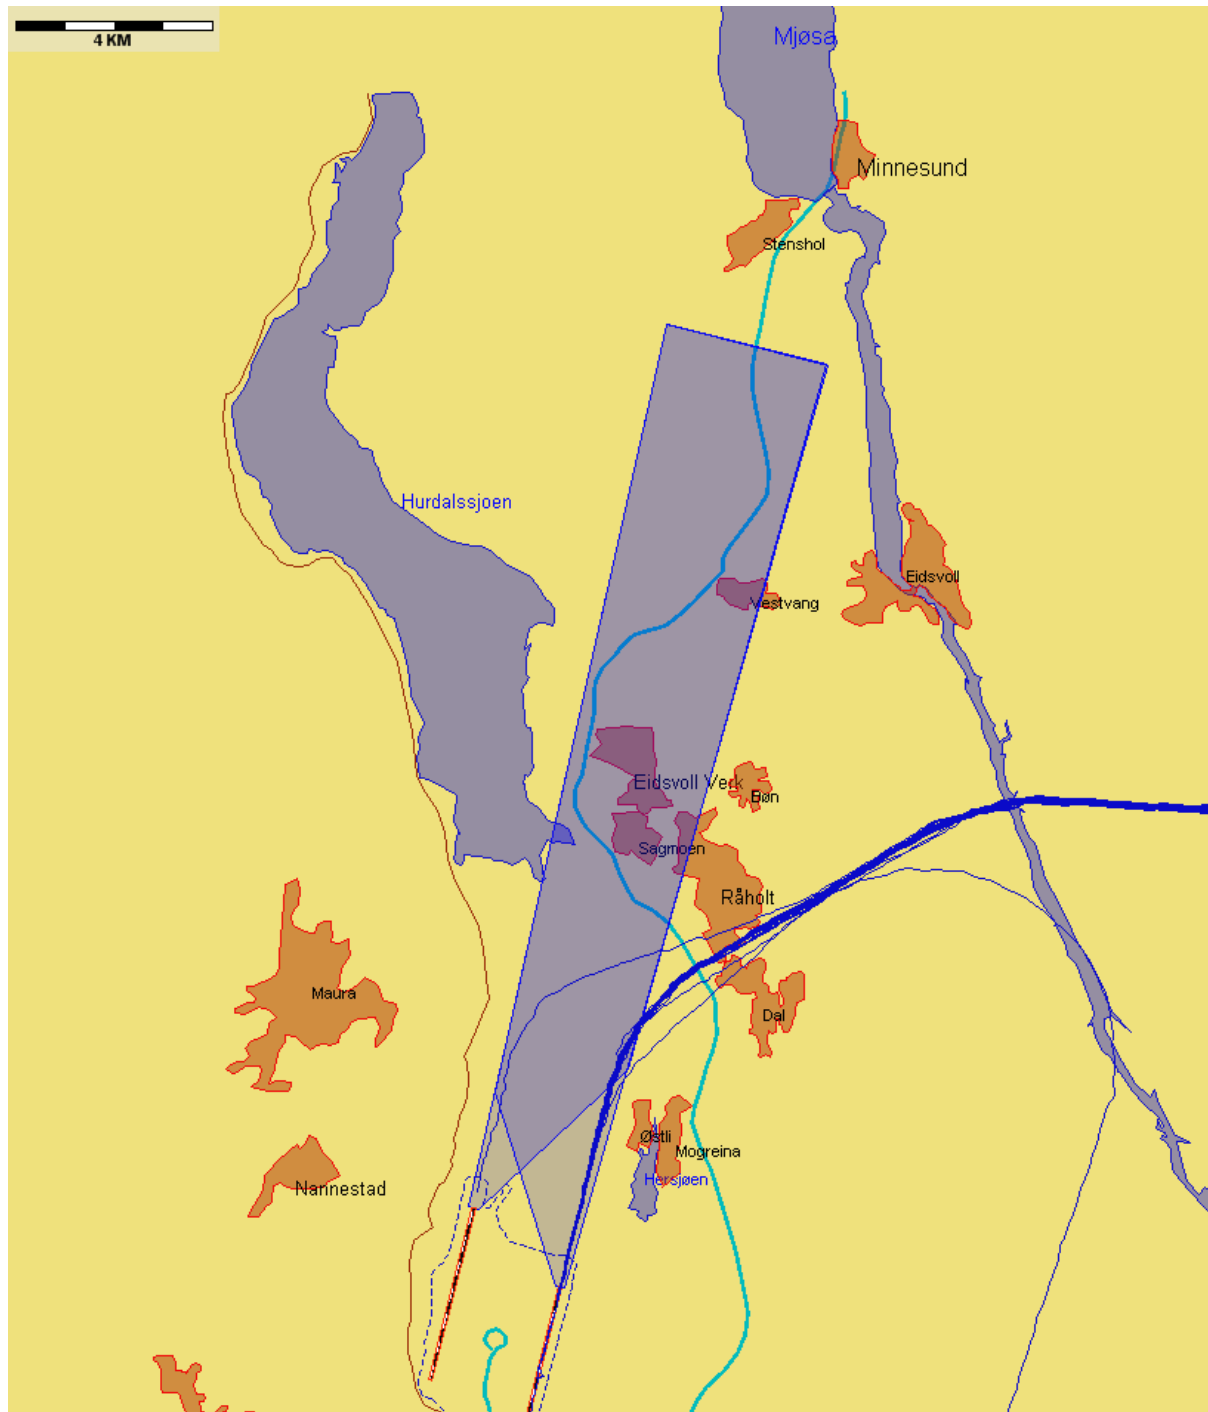 Mjøsa
4 KM
Minnesund
Stenshol
Hurdalssjoen
Eidsvoll
Vestvang
Eidsvoll Verk
Bøn
Sagmoen
Råholt
Maura
Dal
Østli
Mogreina
Hersjøen
Nannestad